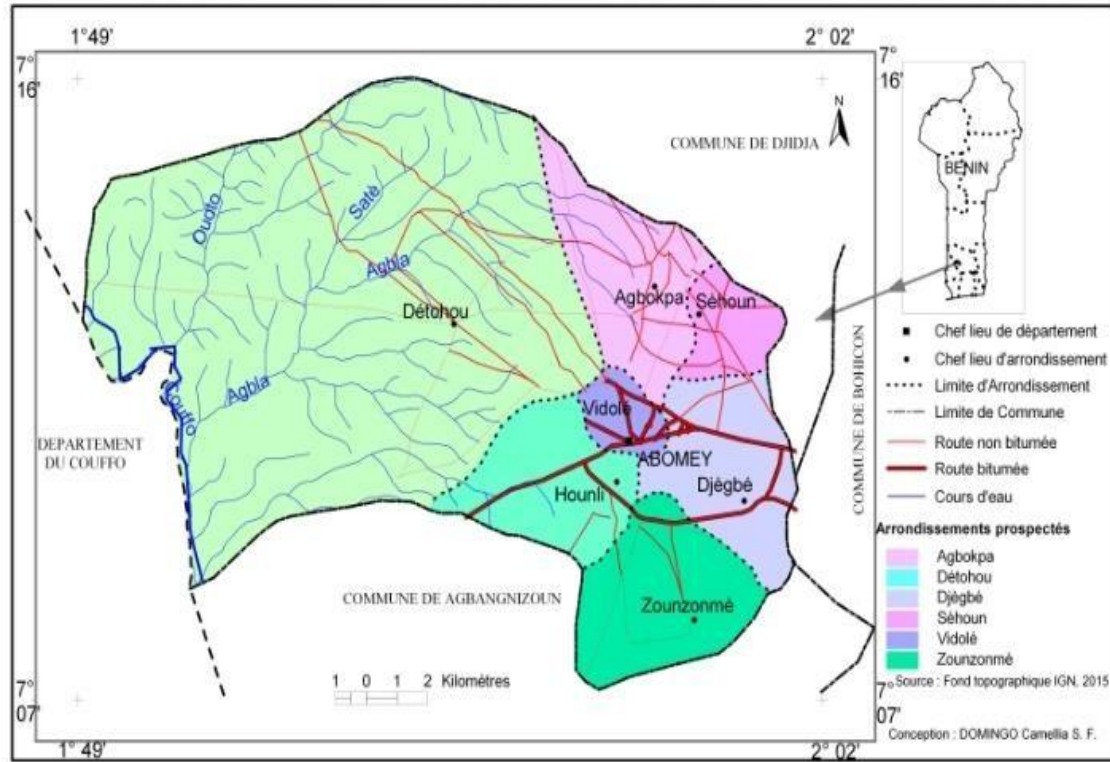 1°49'
2° 02'
7°
16'
7°
16'
N
COMMUNE DE DJIDJA
BENIN
Ouoto
Satè
Agbla
Agbokpa
Séhoun
Détohou
Agbla
Couffo
Vidolé
DEPARTEMENT
DU COUFFO
ABOMEY
Hounli
Djègbé
COMMUNE DE BOHICON
COMMUNE DE AGBANGNIZOUN
Zounzonmè
1 0 1 2 Kilomètres
Chef lieu de département
Chef lieu d'arrondissement
Limite d'Arrondissement
Limite de Commune
Route non bitumée
Route bitumée
Cours d'eau
Arrondissements prospectés
Agbokpa
Détohou
Djègbé
Séhoun
Vidolé
Zounzonmé
Source : Fond topographique IGN, 2015
7°
07'
7°
07'
Conception : DOMINGO Camellia S. F.
1° 49'
2° 02'